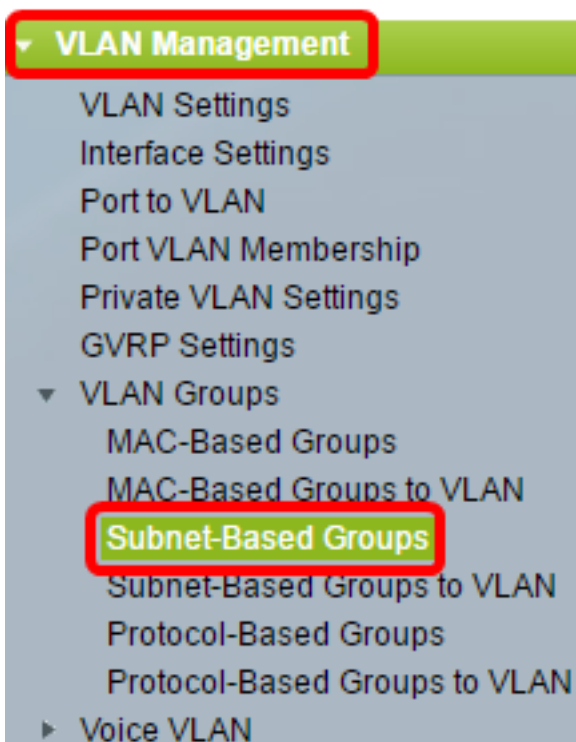 VLAN Management
VLAN Settings
Interface Settings
Port to VLAN
Port VLAN Membership
Private VLAN Settings
GVRP Settings
VLAN Groups
MAC-Based Groups
MAC-Based Groups to VLAN
Subnet-Based Groups
Subnet-Based Groups to VLAN
Protocol-Based Groups
Protocol-Based Groups to VLAN
Voice VLAN